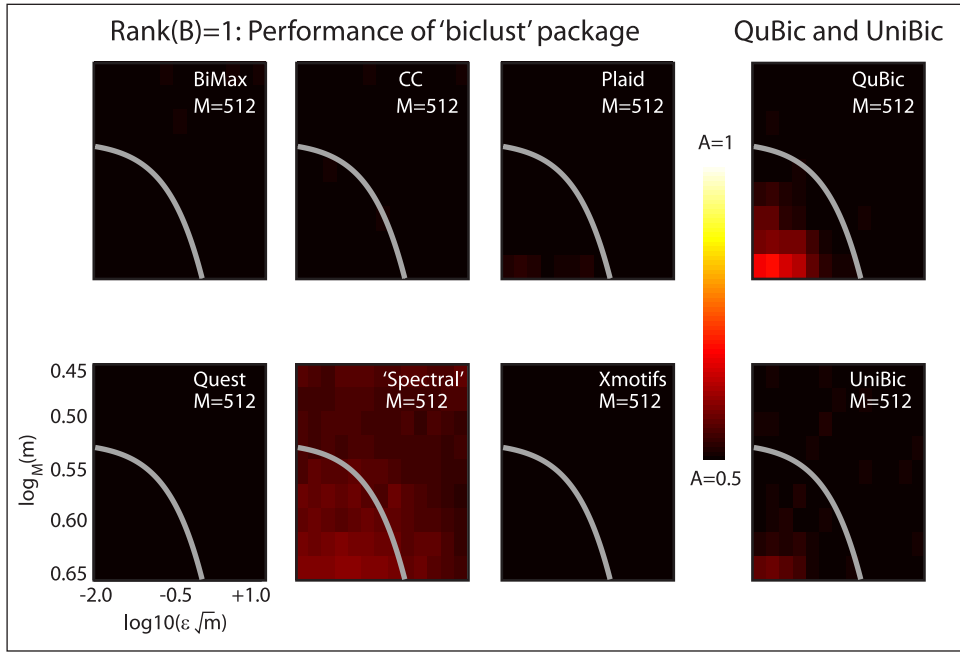 Rank(B)=1: Performance of 'biclust' package
QuBic and UniBic
BiMax
M=512
CC
M=512
Plaid
M=512
QuBic
M=512
A=1
A=0.5
Quest
M=512
'Spectral'
M=512
Xmotifs
M=512
UniBic
M=512
0.45
0.50
0.55
0.60
0.65
log_M(m)
-2.0 -0.5 +1.0
log10(ε √m)